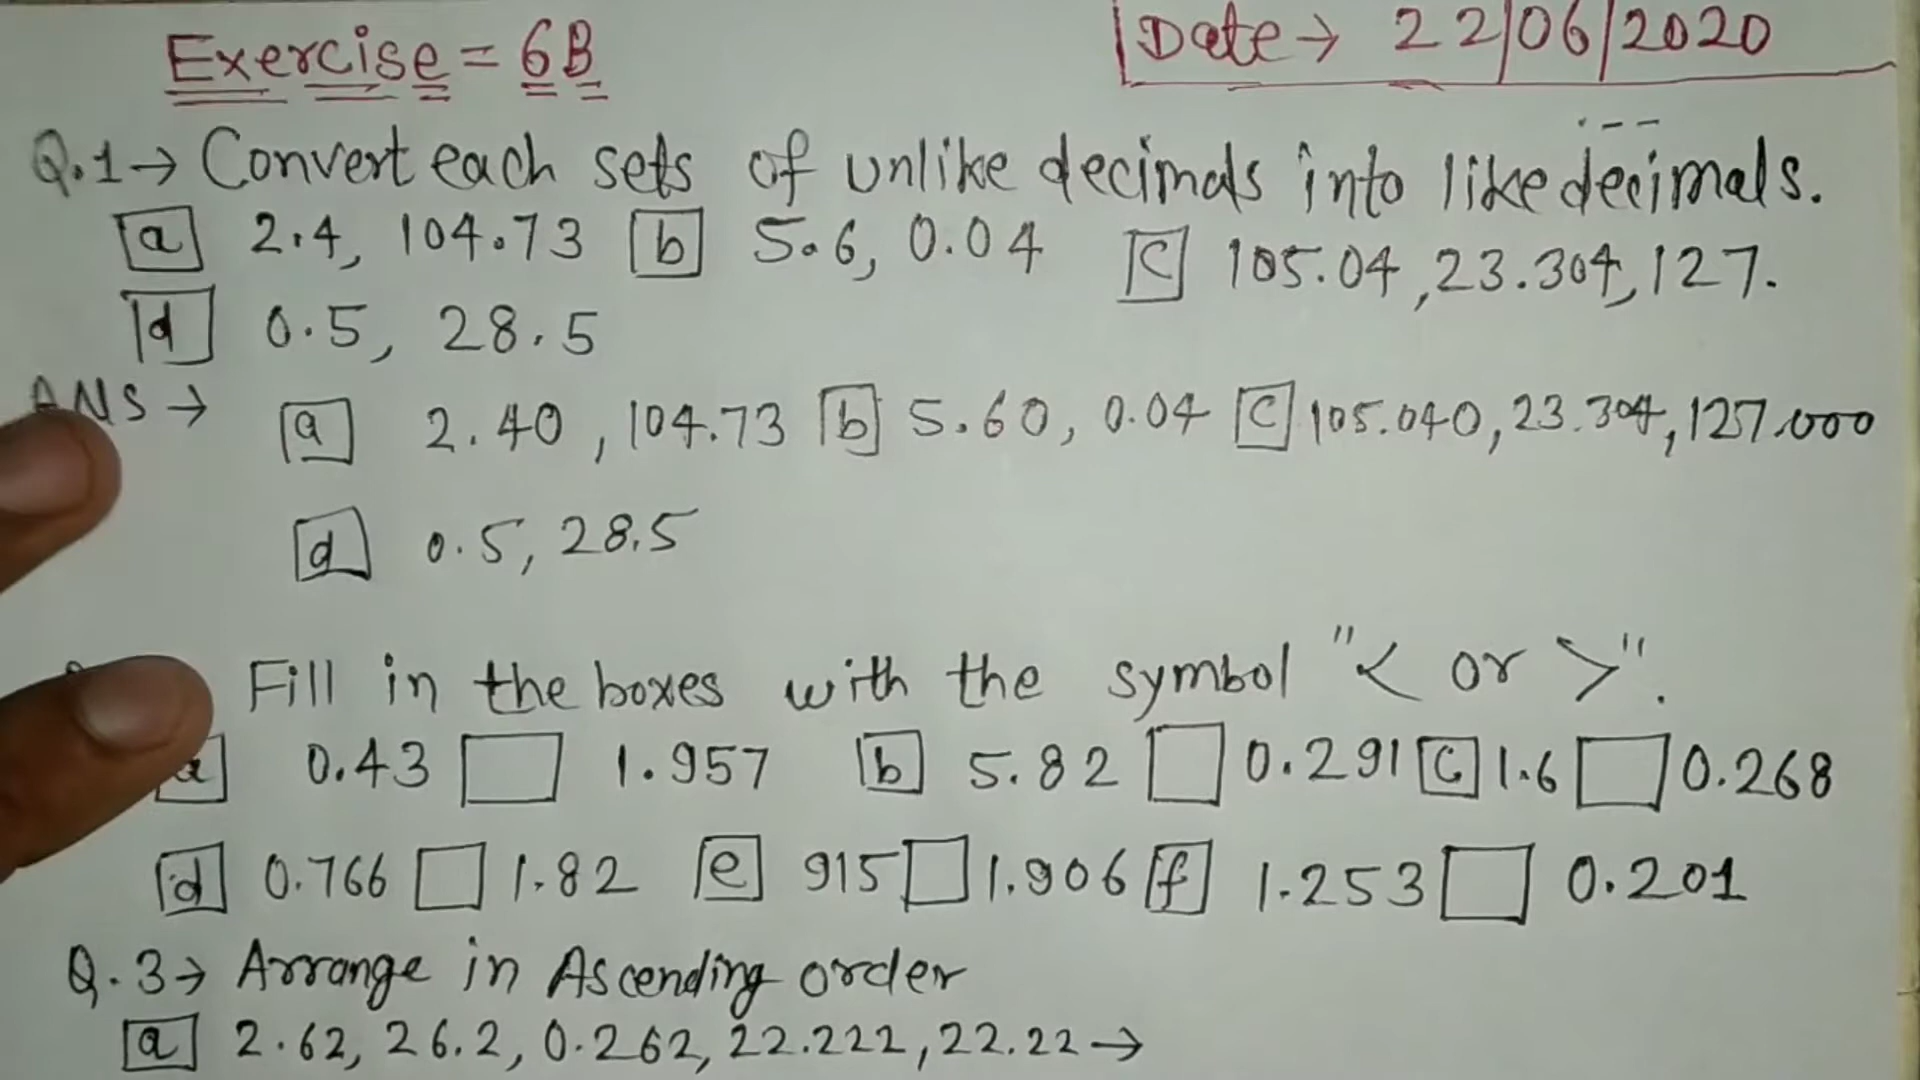 Exercise = 6B
Date → 22/06/2020
Q.1→ Convert each sets of unlike decimals into like decimals.
a 2.4, 104.73 b 5.6, 0.04 c 105.04, 23.304, 127.
d 0.5, 28.5
ANS → a 2.40, 104.73 b 5.60, 0.04 c 105.040, 23.304, 127.000
d 0.5, 28.5
Fill in the boxes with the symbol "< or >".
a 0.43 □ 1.957 b 5.82 □ 0.291 c 1.6 □ 0.268
d 0.766 □ 1.82 e 915 □ 1.906 f 1.253 □ 0.201
Q.3→ Arrange in Ascending order
a 2.62, 26.2, 0.262, 22.222, 22.22 →